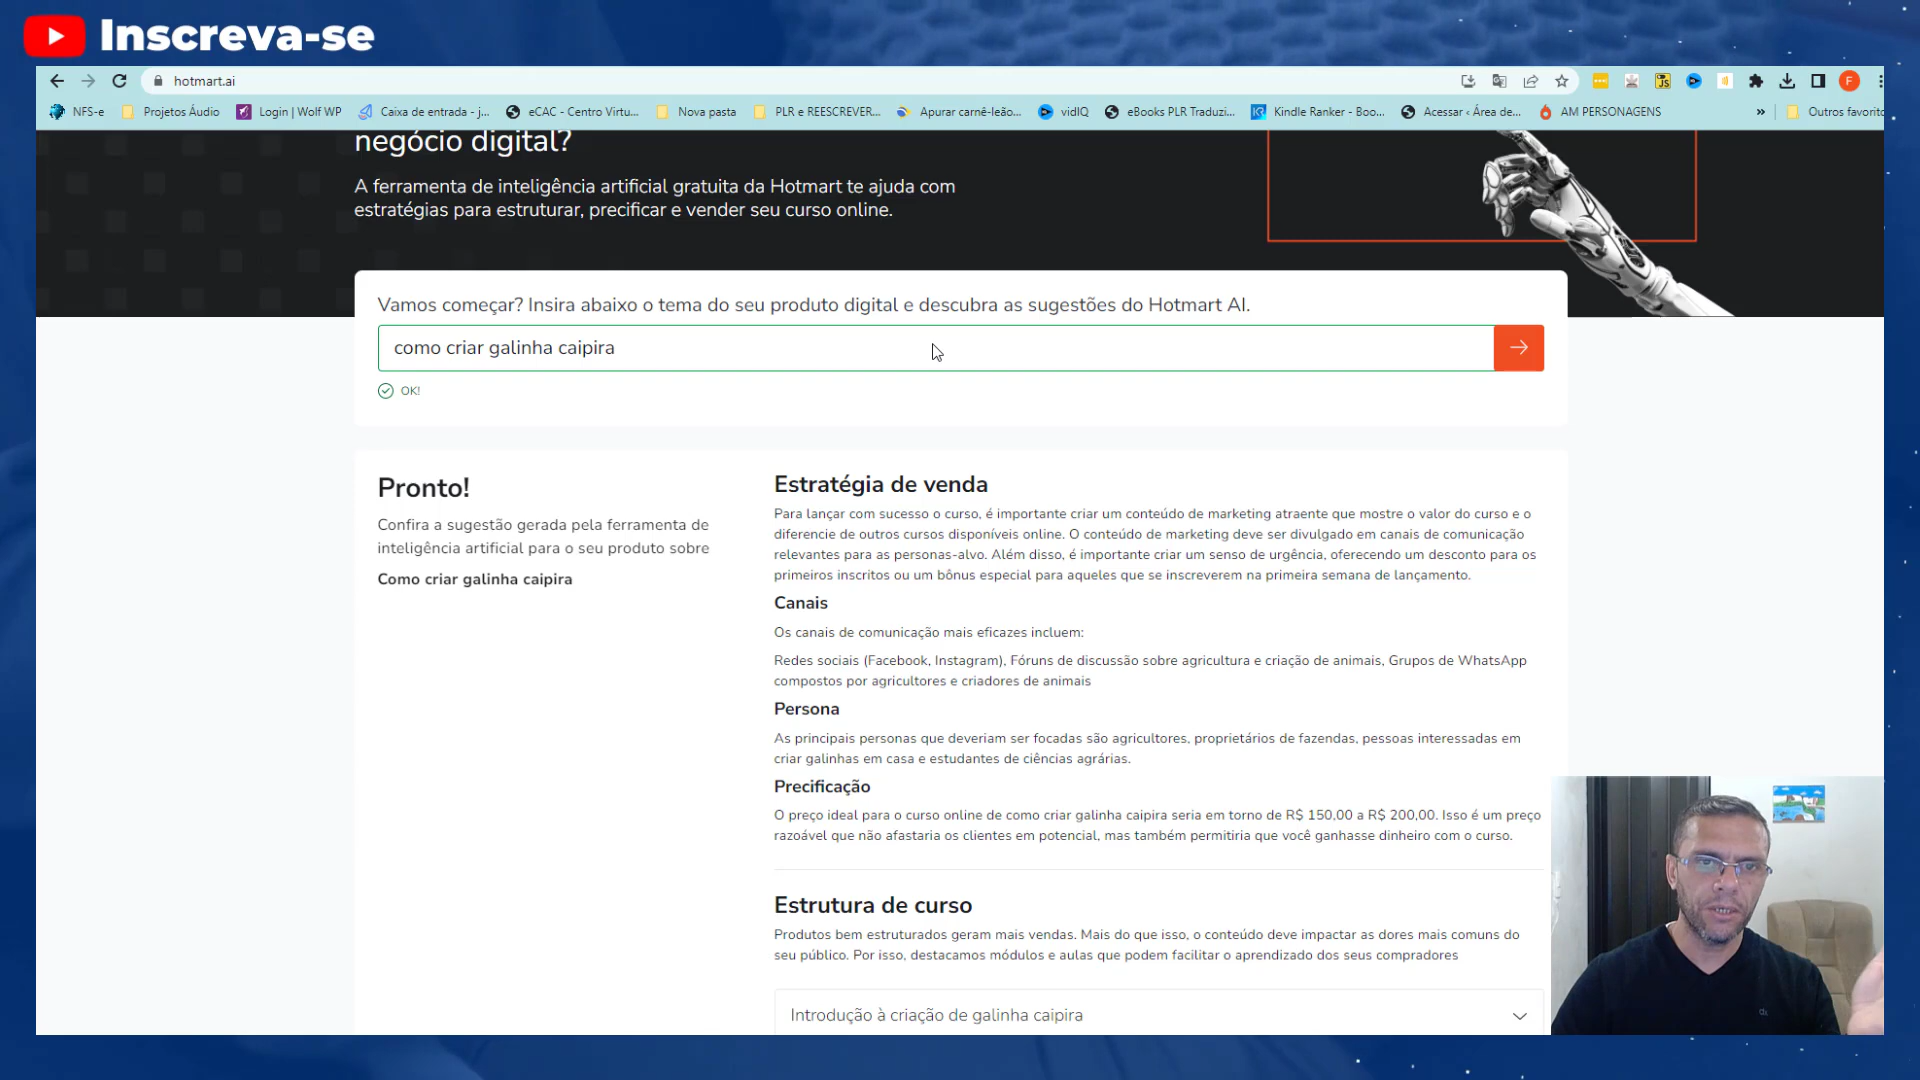 Inscreva-se
hotmart.ai
F
NFS-e
Projetos Áudio
Login | Wolf WP
Caixa de entrada - j...
eCAC - Centro Virtu...
Nova pasta
PLR e REESCREVER...
Apurar carnê-leão...
vidIQ
eBooks PLR Traduzi...
Kindle Ranker - Boo...
Acessar ‹ Área de...
AM PERSONAGENS
»
Outros favorito
negócio digital?
A ferramenta de inteligência artificial gratuita da Hotmart te ajuda com
estratégias para estruturar, precificar e vender seu curso online.
Vamos começar? Insira abaixo o tema do seu produto digital e descubra as sugestões do Hotmart AI.
como criar galinha caipira
OK!
Pronto!
Confira a sugestão gerada pela ferramenta de
inteligência artificial para o seu produto sobre
Como criar galinha caipira
Estratégia de venda
Para lançar com sucesso o curso, é importante criar um conteúdo de marketing atraente que mostre o valor do curso e o
diferencie de outros cursos disponíveis online. O conteúdo de marketing deve ser divulgado em canais de comunicação
relevantes para as personas-alvo. Além disso, é importante criar um senso de urgência, oferecendo um desconto para os
primeiros inscritos ou um bônus especial para aqueles que se inscreverem na primeira semana de lançamento.
Canais
Os canais de comunicação mais eficazes incluem:
Redes sociais (Facebook, Instagram), Fóruns de discussão sobre agricultura e criação de animais, Grupos de WhatsApp
compostos por agricultores e criadores de animais
Persona
As principais personas que deveriam ser focadas são agricultores, proprietários de fazendas, pessoas interessadas em
criar galinhas em casa e estudantes de ciências agrárias.
Precificação
O preço ideal para o curso online de como criar galinha caipira seria em torno de R$ 150,00 a R$ 200,00. Isso é um preço
razoável que não afastaria os clientes em potencial, mas também permitiria que você ganhasse dinheiro com o curso.
Estrutura de curso
Produtos bem estruturados geram mais vendas. Mais do que isso, o conteúdo deve impactar as dores mais comuns do
seu público. Por isso, destacamos módulos e aulas que podem facilitar o aprendizado dos seus compradores
Introdução à criação de galinha caipira